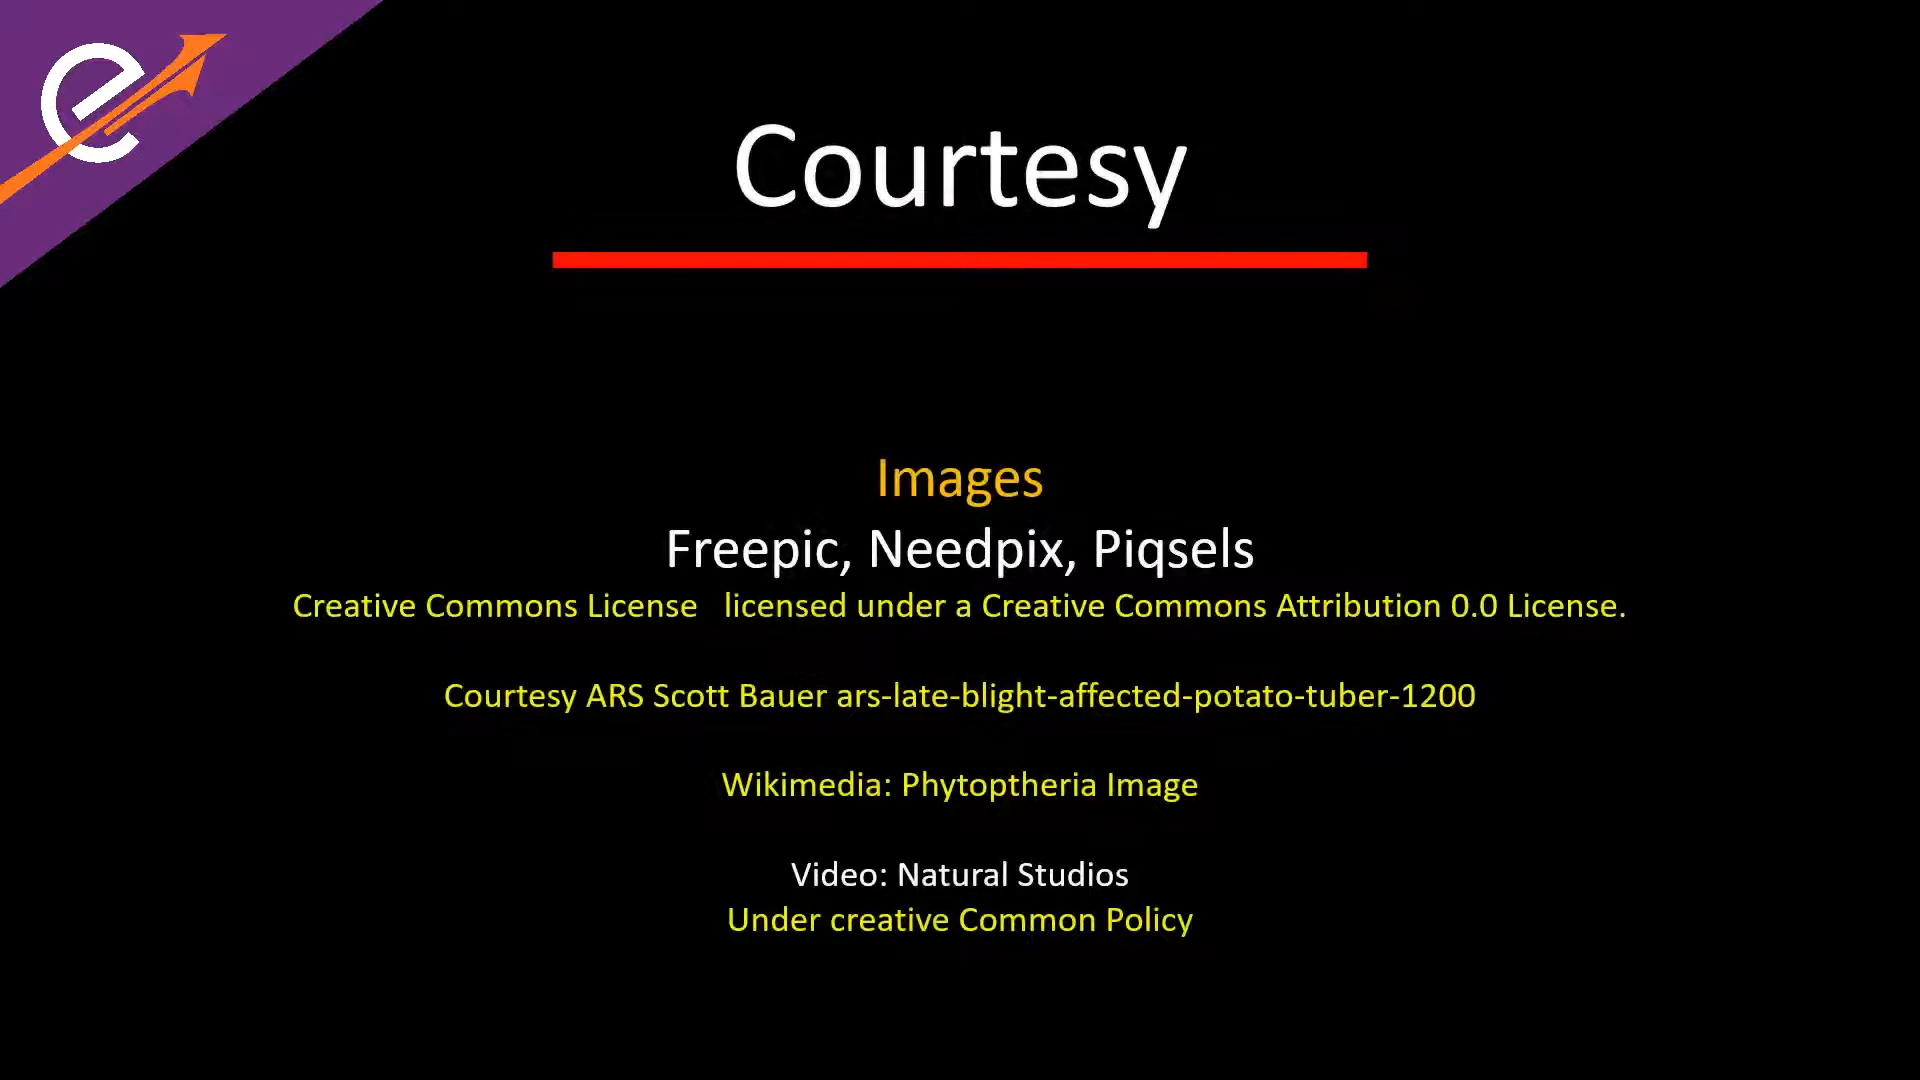 e
Courtesy
Images
Freepic, Needpix, Piqsels
Creative Commons License licensed under a Creative Commons Attribution 0.0 License.
Courtesy ARS Scott Bauer ars-late-blight-affected-potato-tuber-1200
Wikimedia: Phytoptheria Image
Video: Natural Studios
Under creative Common Policy